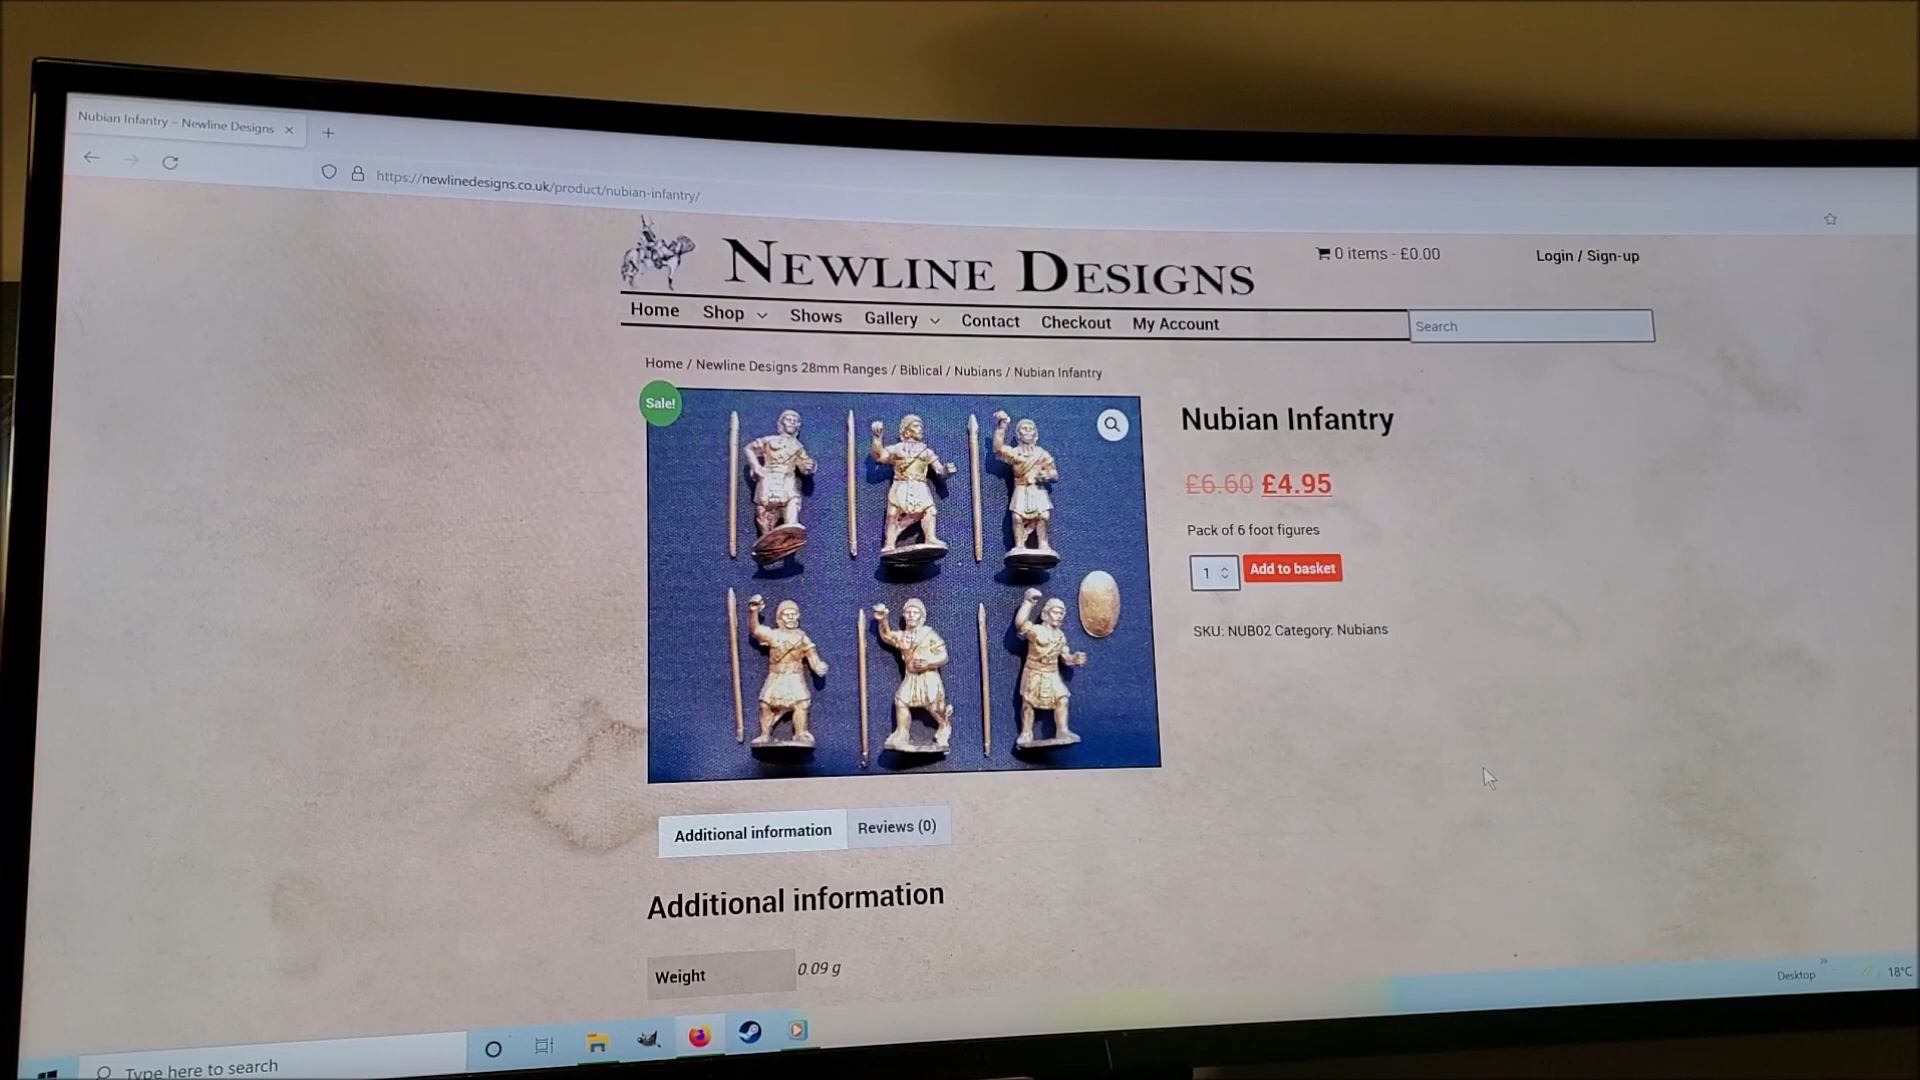 Nubian Infantry – Newline Designs
https://newlinedesigns.co.uk/product/nubian-infantry/
NEWLINE DESIGNS
0 items - £0.00
Login / Sign-up
Home Shop Shows Gallery Contact Checkout My Account
Search
Home / Newline Designs 28mm Ranges / Biblical / Nubians / Nubian Infantry
Sale!
Nubian Infantry
£6.60 £4.95
Pack of 6 foot figures
1 Add to basket
SKU: NUB02 Category: Nubians
Additional information Reviews (0)
Additional information
Weight 0.09 g
Desktop
18°C
Type here to search